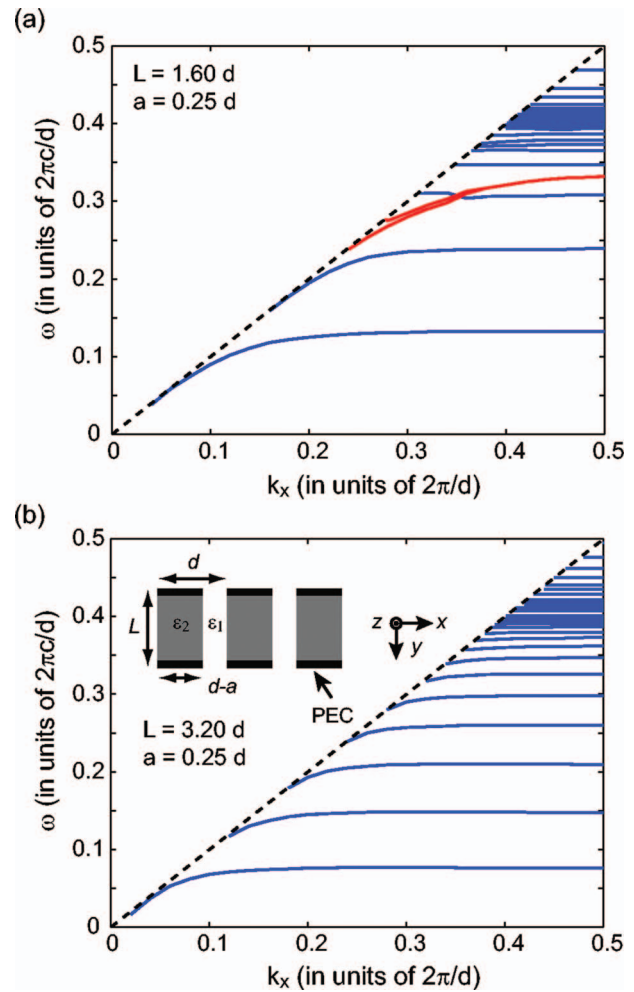 (a)
0.5
L = 1.60 d
a = 0.25 d
0.4
0.3
0.2
0.1
0
ω (in units of 2πc/d)
0 0.1 0.2 0.3 0.4 0.5
kx (in units of 2π/d)
(b)
0.5
d
L
ε2
ε1
z
x
y
d-a
PEC
L = 3.20 d
a = 0.25 d
0.4
0.3
0.2
0.1
0
ω (in units of 2πc/d)
0 0.1 0.2 0.3 0.4 0.5
kx (in units of 2π/d)